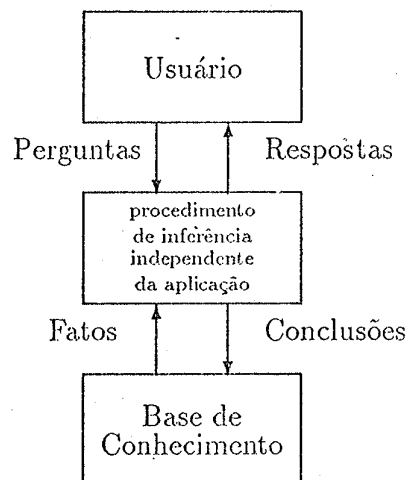 Usuário
Perguntas Respostas
procedimento
de inferência
independente
da aplicação
Fatos Conclusões
Base de
Conhecimento